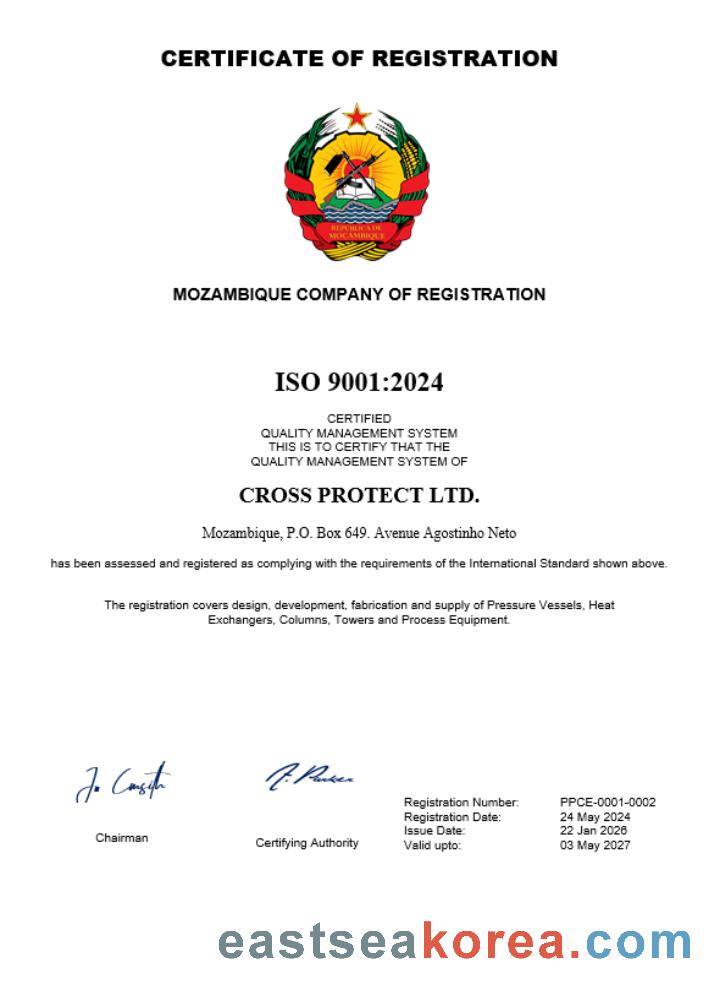 CERTIFICATE OF REGISTRATION
REPÚBLICA DE
MOÇAMBIQUE
MOZAMBIQUE COMPANY OF REGISTRATION
ISO 9001:2024
CERTIFIED
QUALITY MANAGEMENT SYSTEM
THIS IS TO CERTIFY THAT THE
QUALITY MANAGEMENT SYSTEM OF
CROSS PROTECT LTD.
Mozambique, P.O. Box 649. Avenue Agostinho Neto
has been assessed and registered as complying with the requirements of the International Standard shown above.
The registration covers design, development, fabrication and supply of Pressure Vessels, Heat
Exchangers, Columns, Towers and Process Equipment.
Chairman
Certifying Authority
Registration Number: PPCE-0001-0002
Registration Date: 24 May 2024
Issue Date: 22 Jan 2026
Valid upto: 03 May 2027
eastseakorea.com